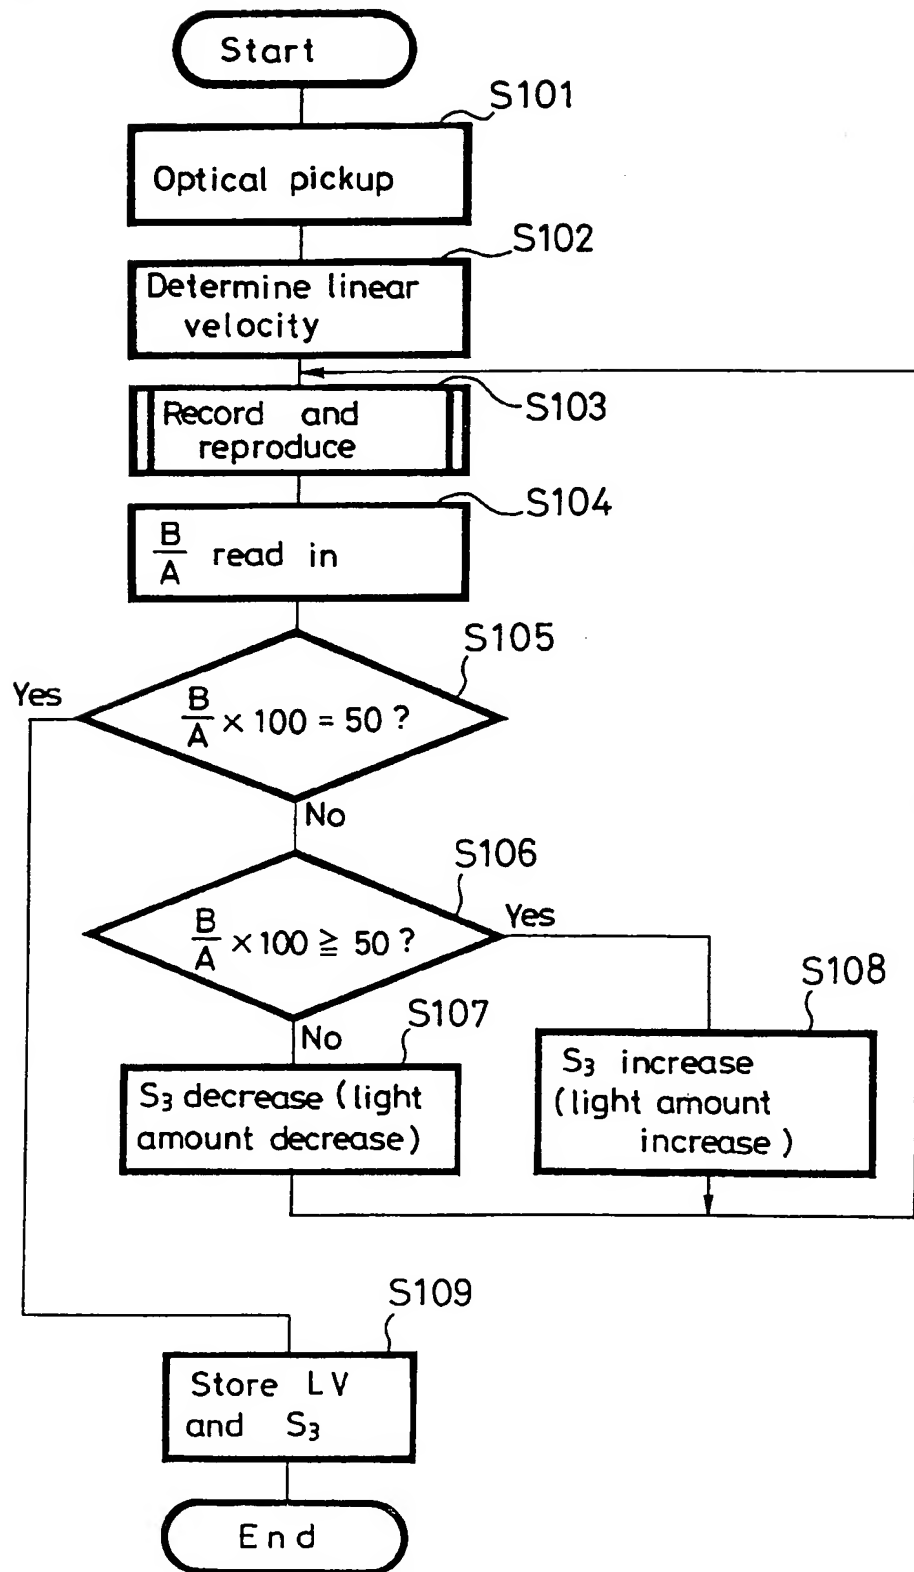 Start
S101
Optical pickup
S102
Determine linear
velocity
S103
Record and
reproduce
S104
B/A read in
S105
Yes
B/A × 100 = 50 ?
No
S106
Yes
B/A × 100 ≧ 50 ?
S108
S107
No
S₃ increase
(light amount
increase)
S₃ decrease (light
amount decrease)
S109
Store LV
and S₃
End